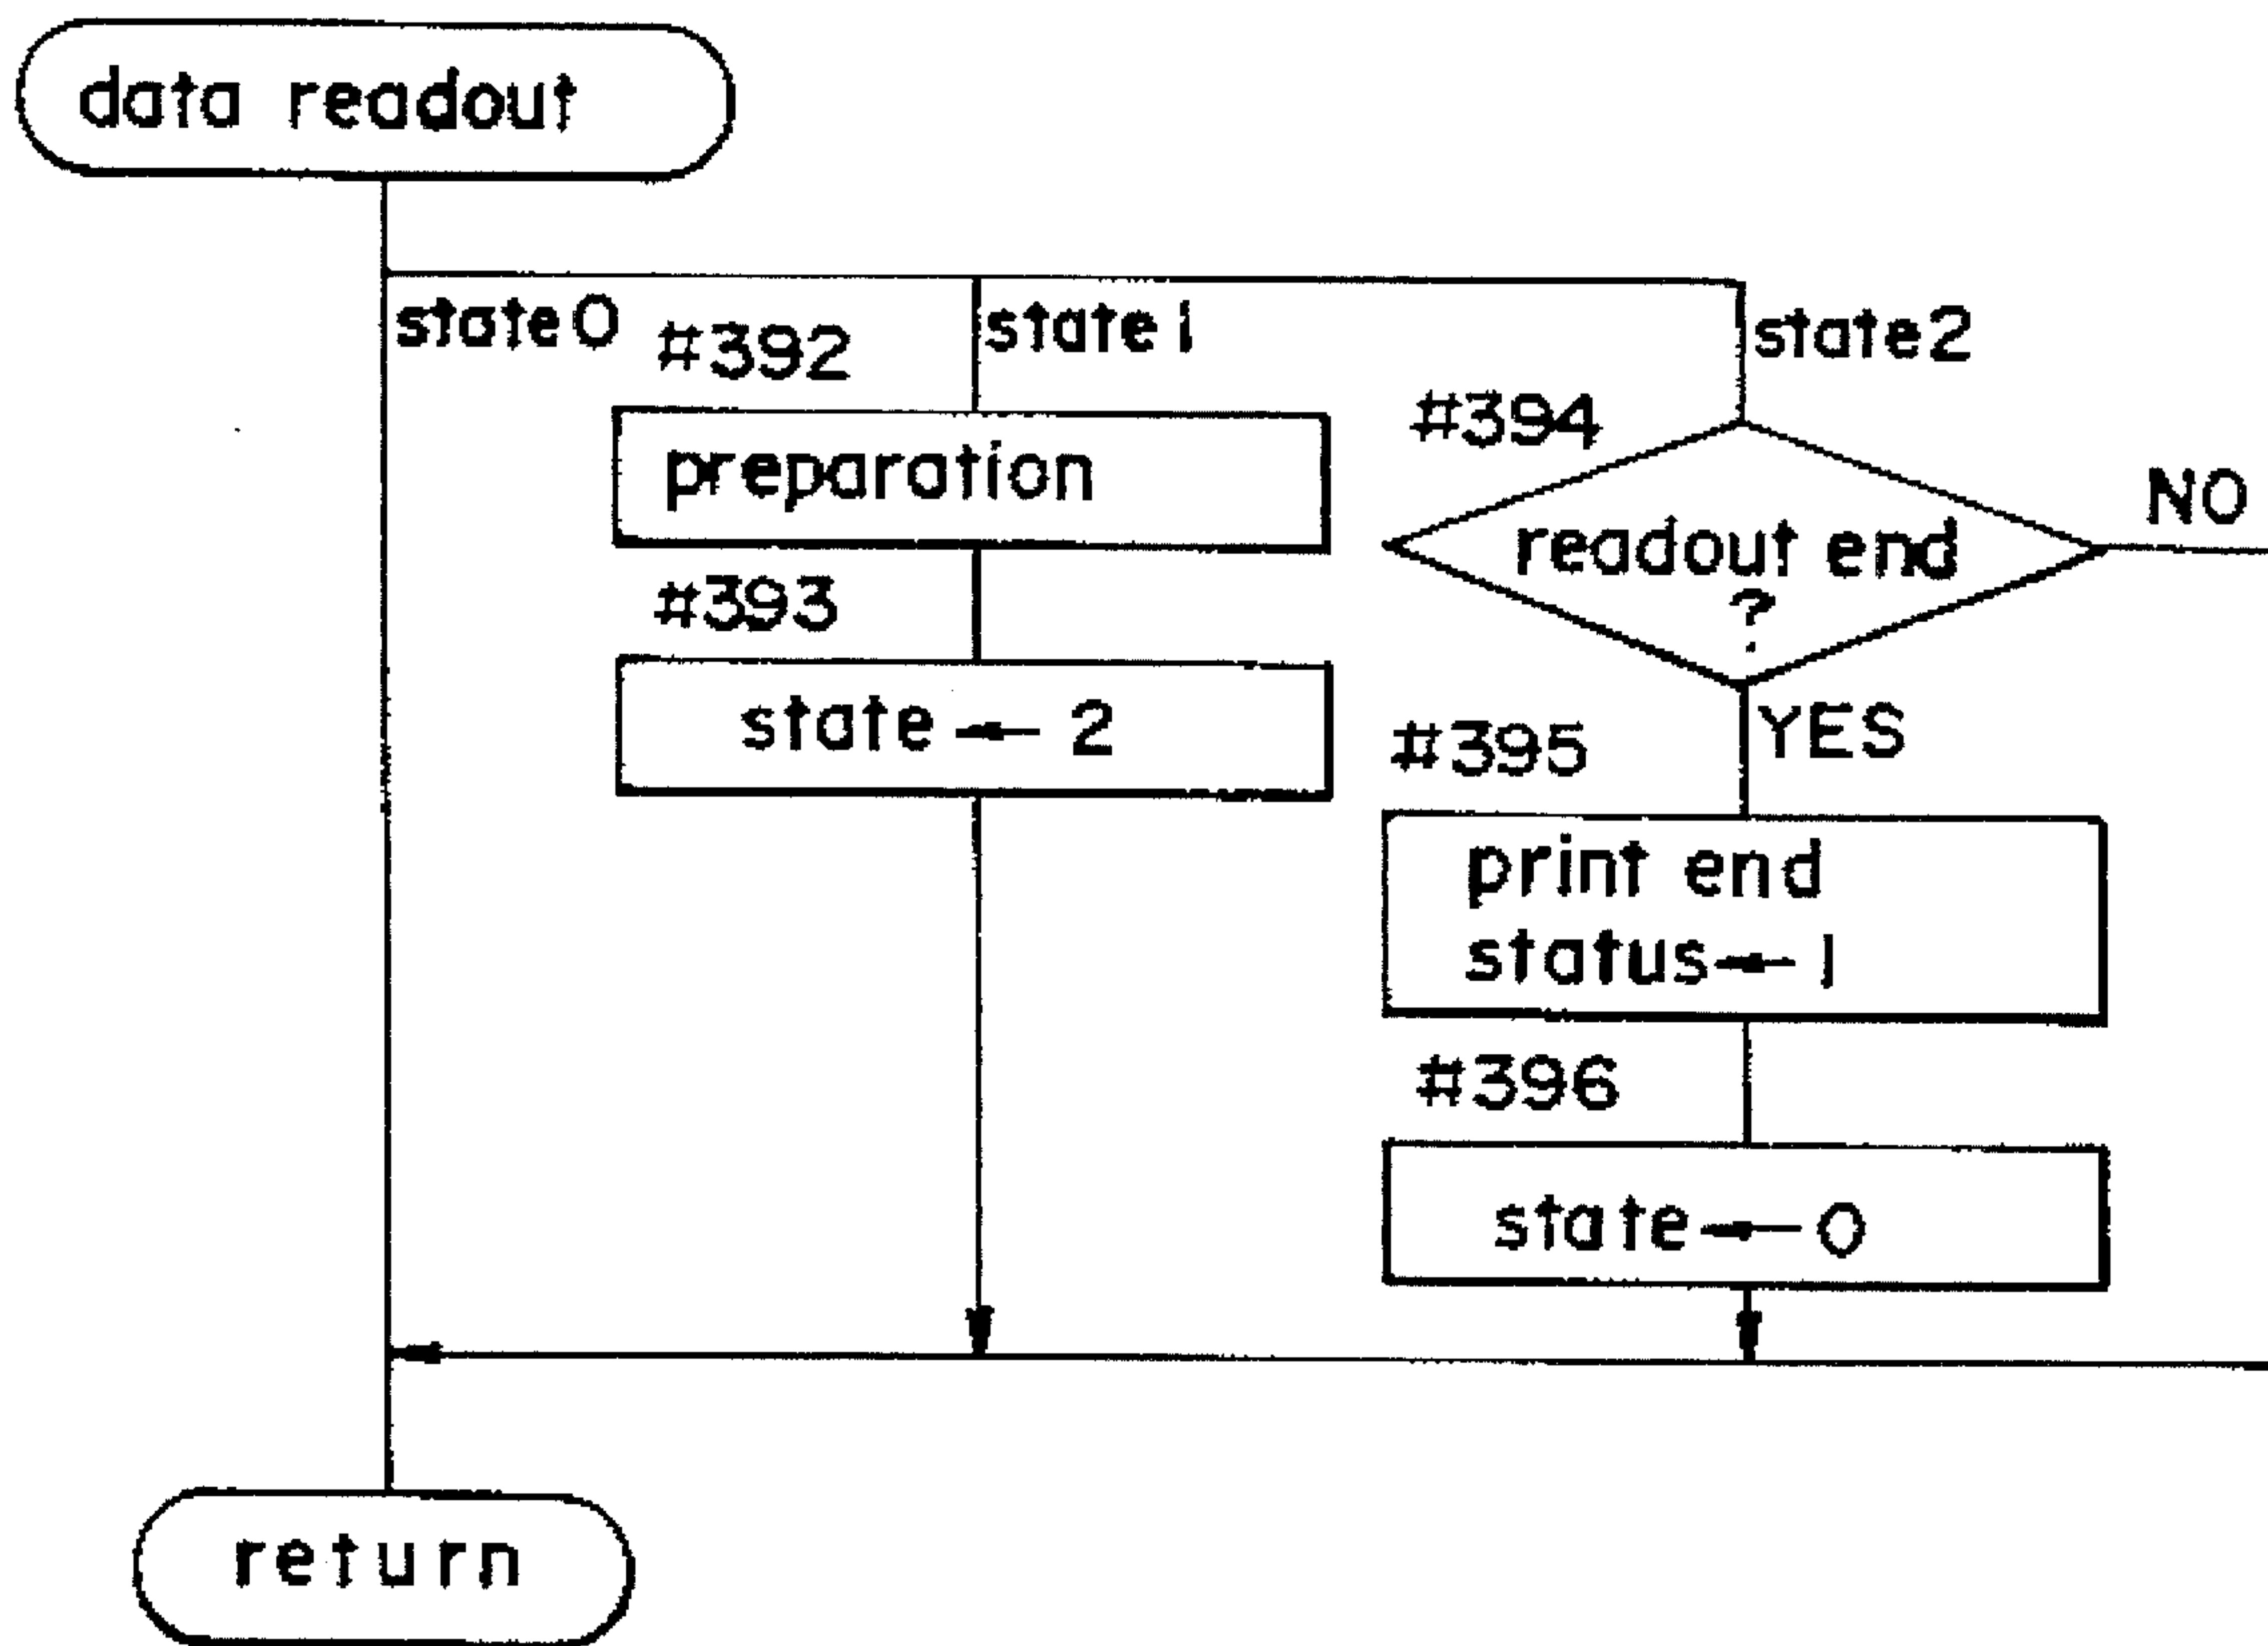 data readout
state0
#392
state1
state2
#394
preparation
readout end
?
NO
#393
state ← 2
YES
#395
print end
status ← 1
#396
state ← 0
return